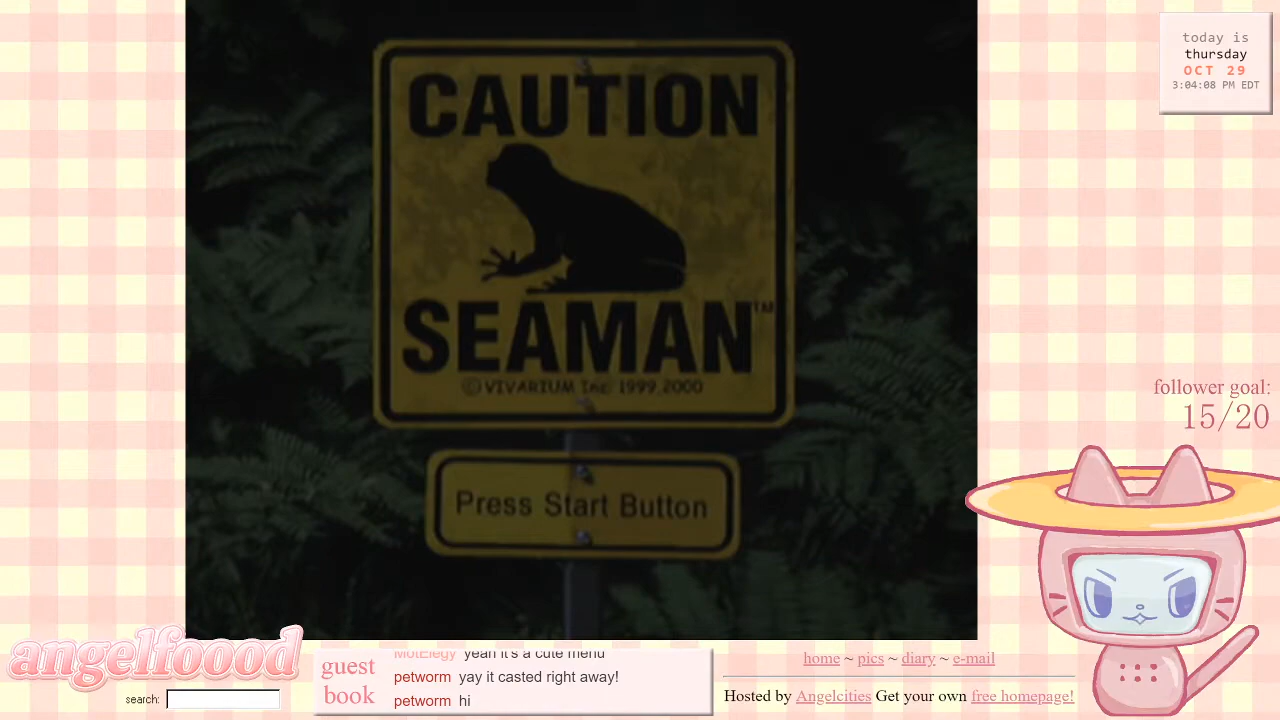 CAUTION
SEAMAN™
©VIVARIUM Inc 1999,2000
Press Start Button
today is
thursday
OCT 29
3:04:08 PM EDT
follower goal:
15/20
angelfoood
search:
guest
book
MotElegy yeah it's a cute menu
petworm yay it casted right away!
petworm hi
home ~ pics ~ diary ~ e-mail
Hosted by Angelcities Get your own free homepage!